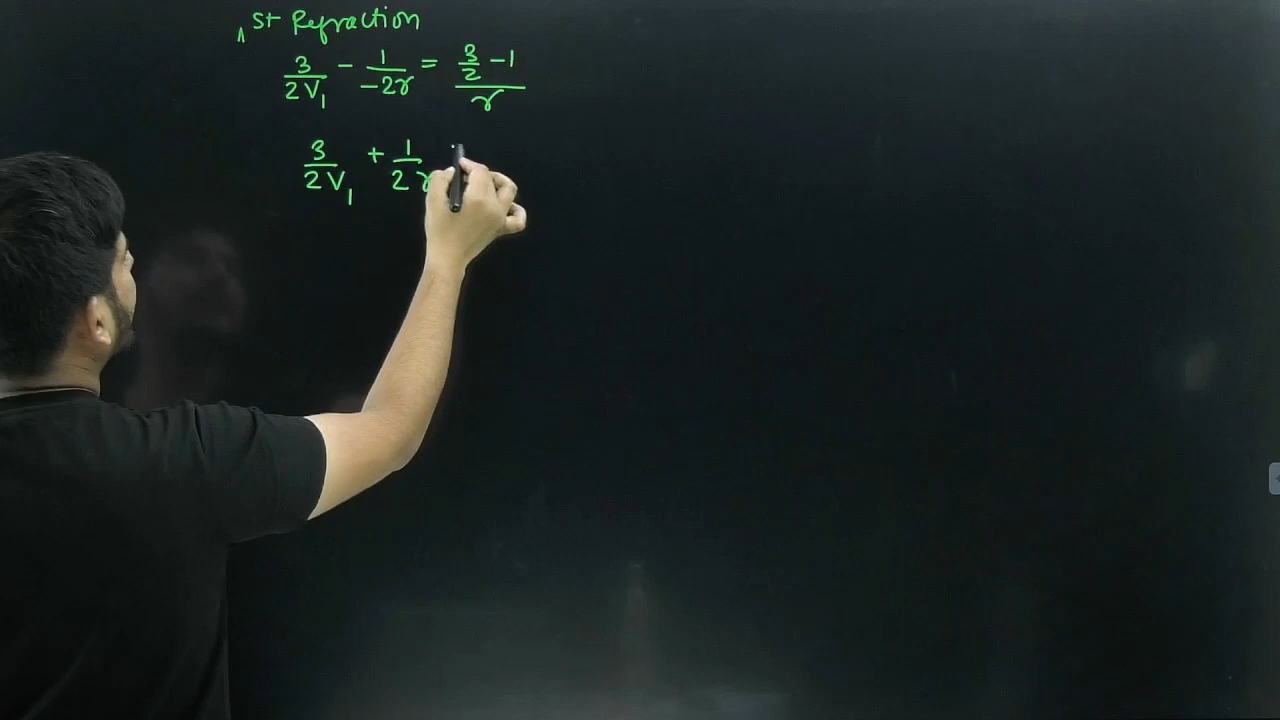 1st Refraction
3/2V₁ - 1/-2r = (3/2 - 1)/r
3/2V₁ + 1/2r